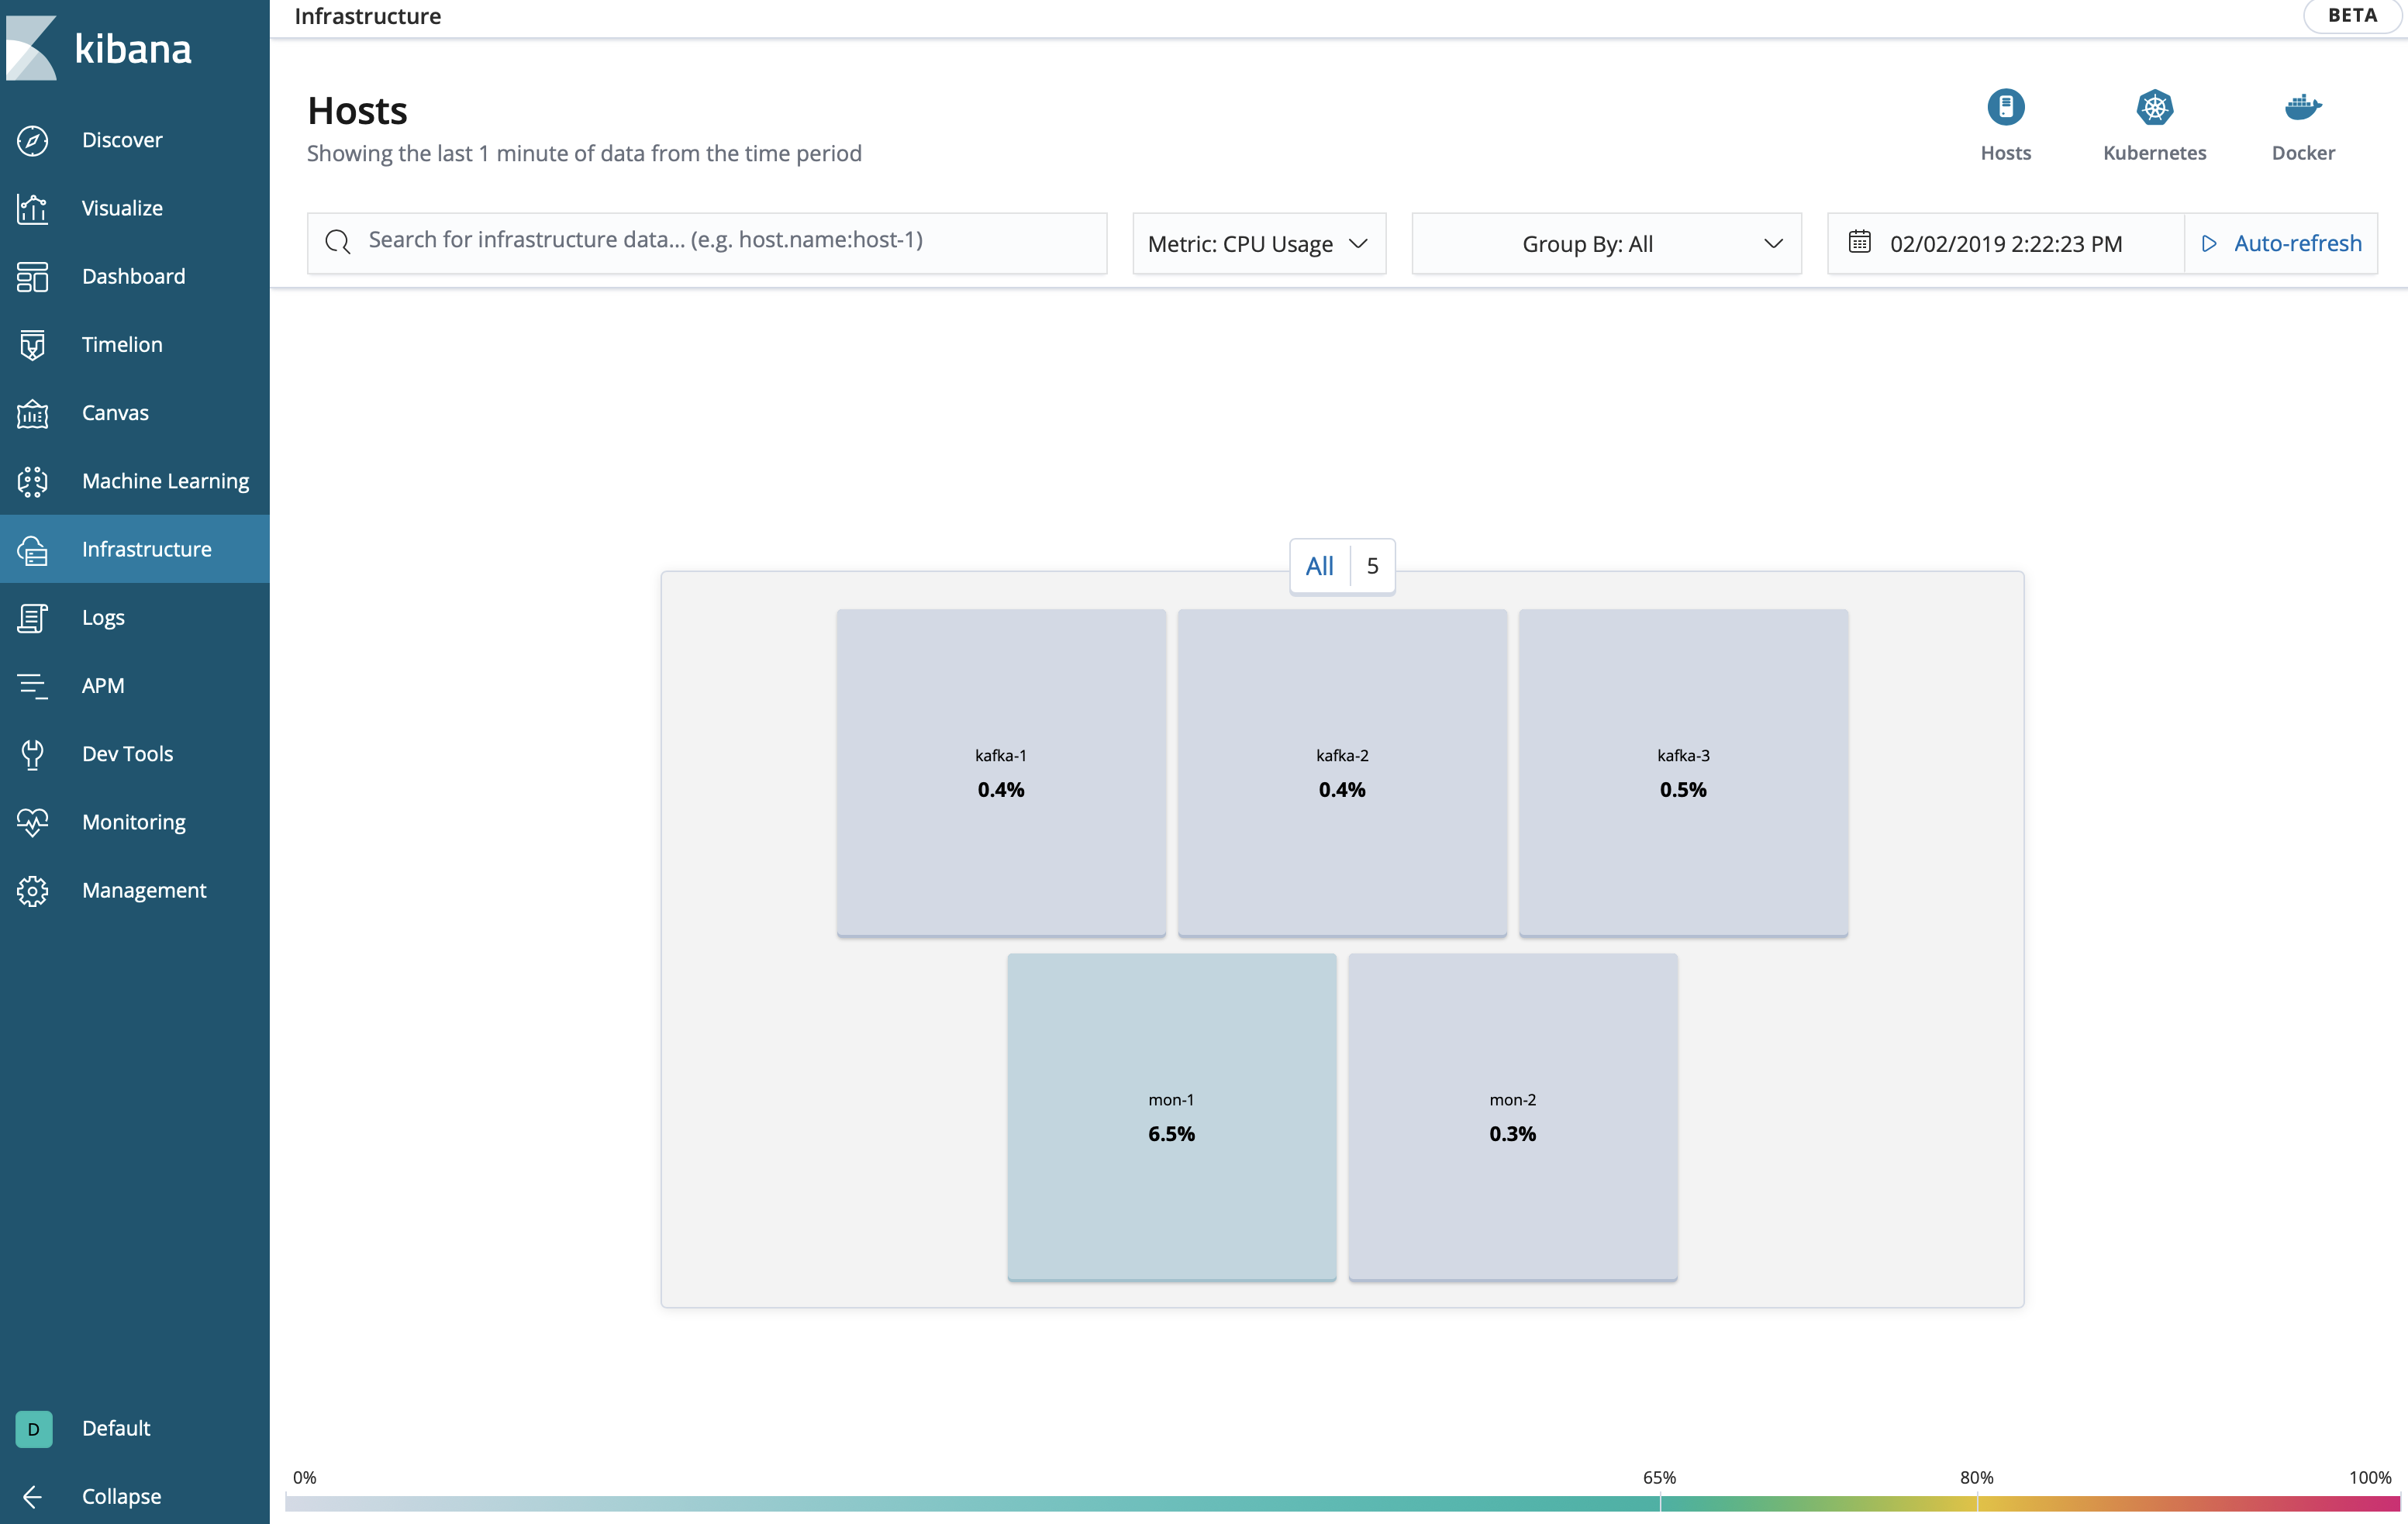 kibana
Discover
Visualize
Dashboard
Timelion
Canvas
Machine Learning
Infrastructure
Logs
APM
Dev Tools
Monitoring
Management
D Default
Collapse
Infrastructure
BETA
Hosts
Showing the last 1 minute of data from the time period
Hosts Kubernetes Docker
Search for infrastructure data... (e.g. host.name:host-1) Metric: CPU Usage Group By: All 02/02/2019 2:22:23 PM Auto-refresh
All 5
kafka-1 kafka-2 kafka-3
0.4% 0.4% 0.5%
mon-1 mon-2
6.5% 0.3%
0% 65% 80% 100%